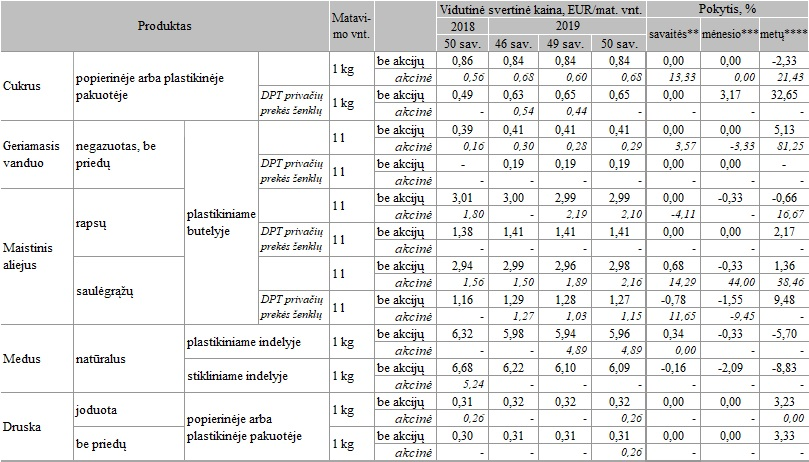 Produktas Matavi-mo vnt. Vidutinė svertinė kaina, EUR/mat. vnt. Pokytis, %
2018 2019 savaitės** mėnesio*** metų****
50 sav. 46 sav. 49 sav. 50 sav.
Cukrus popierinėje arba plastikinėje pakuotėje 1 kg be akcijų 0,86 0,84 0,84 0,84 0,00 0,00 -2,33
akcinė 0,56 0,68 0,60 0,68 13,33 0,00 21,43
DPT privačių prekės ženklų 1 kg be akcijų 0,49 0,63 0,65 0,65 0,00 3,17 32,65
akcinė - 0,54 0,44 - - - -
Geriamasis vanduo negazuotas, be priedų plastikiniame butelyje 1 l be akcijų 0,39 0,41 0,41 0,41 0,00 0,00 5,13
akcinė 0,16 0,30 0,28 0,29 3,57 -3,33 81,25
DPT privačių prekės ženklų 1 l be akcijų - 0,19 0,19 0,19 0,00 0,00 -
akcinė - - - - - - -
Maistinis aliejus rapsų 1 l be akcijų 3,01 3,00 2,99 2,99 0,00 -0,33 -0,66
akcinė 1,80 - 2,19 2,10 -4,11 - 16,67
DPT privačių prekės ženklų 1 l be akcijų 1,38 1,41 1,41 1,41 0,00 0,00 2,17
akcinė - - - - - - -
saulėgrąžų 1 l be akcijų 2,94 2,99 2,96 2,98 0,68 -0,33 1,36
akcinė 1,56 1,50 1,89 2,16 14,29 44,00 38,46
DPT privačių prekės ženklų 1 l be akcijų 1,16 1,29 1,28 1,27 -0,78 -1,55 9,48
akcinė - 1,27 1,03 1,15 11,65 -9,45 -
Medus natūralus plastikiniame indelyje 1 kg be akcijų 6,32 5,98 5,94 5,96 0,34 -0,33 -5,70
akcinė - - 4,89 4,89 0,00 - -
stikliniame indelyje 1 kg be akcijų 6,68 6,22 6,10 6,09 -0,16 -2,09 -8,83
akcinė 5,24 - - - - - -
Druska joduota popierinėje arba plastikinėje pakuotėje 1 kg be akcijų 0,31 0,32 0,32 0,32 0,00 0,00 3,23
akcinė 0,26 - - 0,26 - - 0,00
be priedų 1 kg be akcijų 0,30 0,31 0,31 0,31 0,00 0,00 3,33
akcinė - - - 0,26 - - -